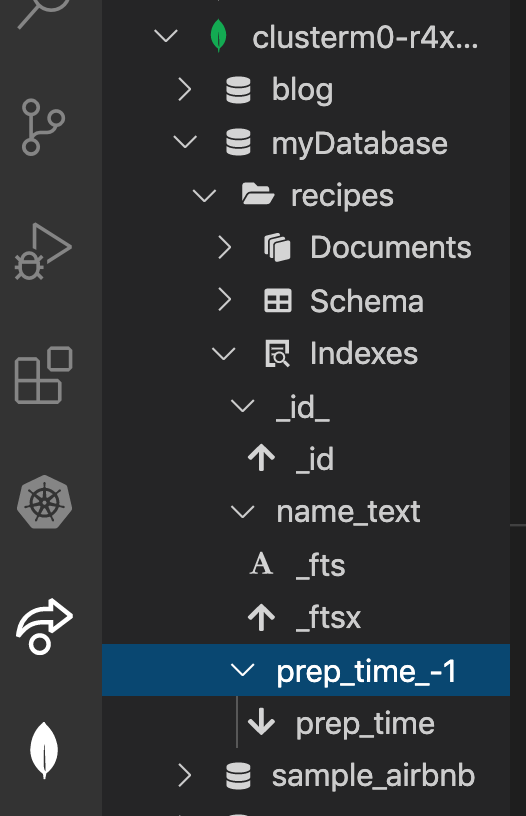 clusterm0-r4x...
blog
myDatabase
recipes
Documents
Schema
Indexes
_id_
_id
name_text
A _fts
_ftsx
prep_time_-1
prep_time
sample_airbnb